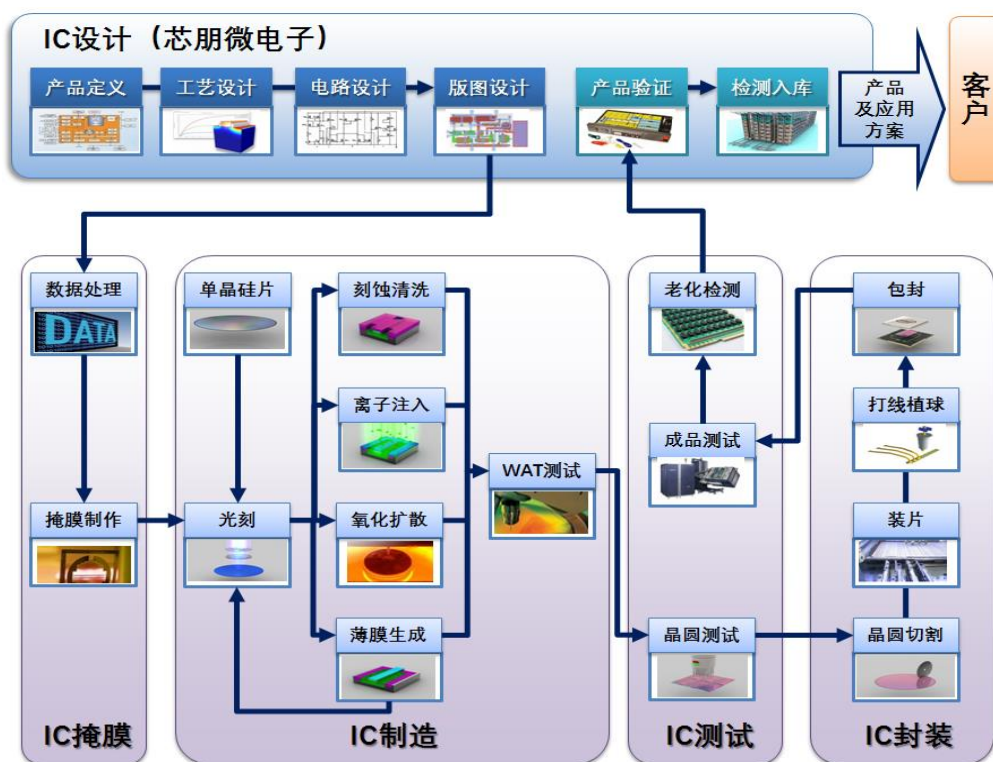 IC设计（芯朋微电子）
产品定义
工艺设计
电路设计
版图设计
产品验证
检测入库
产品
及应用
方案
客
户
数据处理
DATA
掩膜制作
IC掩膜
单晶硅片
光刻
刻蚀清洗
离子注入
氧化扩散
薄膜生成
WAT测试
IC制造
老化检测
成品测试
晶圆测试
IC测试
包封
打线植球
装片
晶圆切割
IC封装